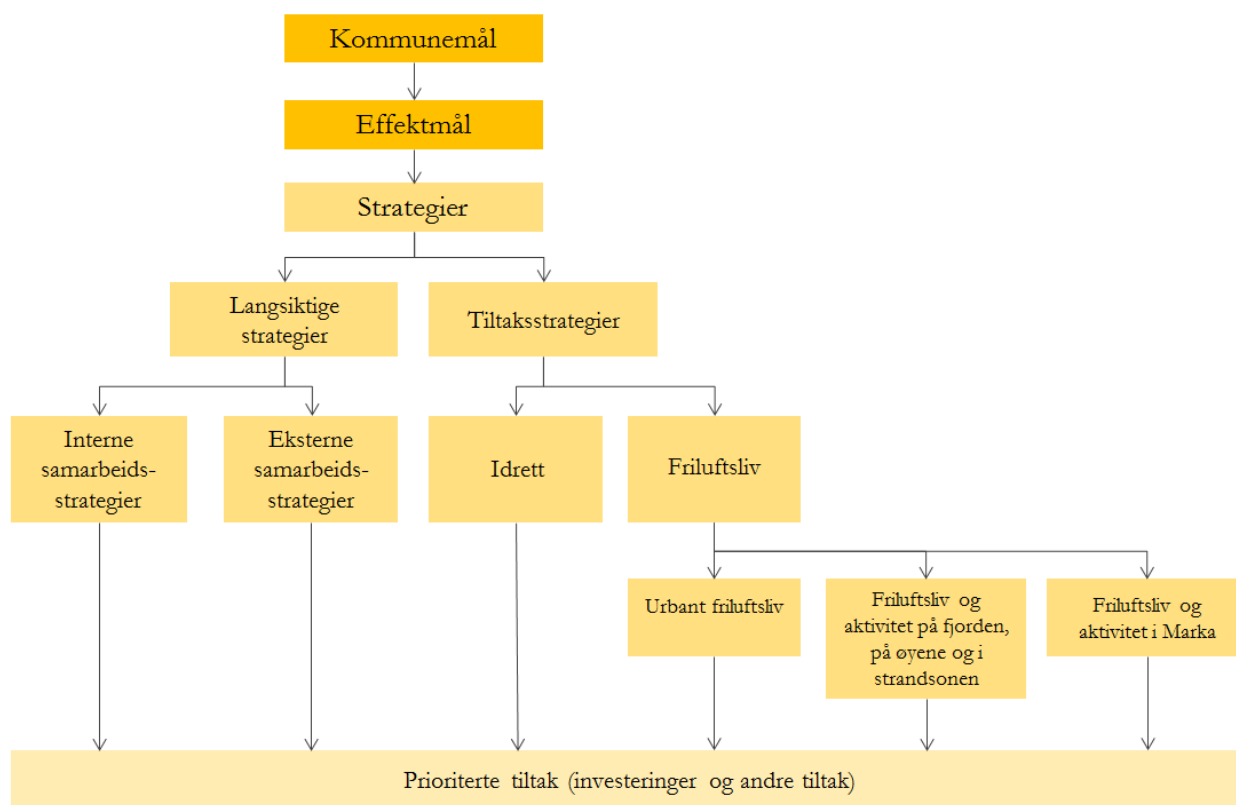 Kommunemål
Effektmål
Strategier
Langsiktige
strategier
Tiltaksstrategier
Interne
samarbeids-
strategier
Eksterne
samarbeids-
strategier
Idrett
Friluftsliv
Urbant friluftsliv
Friluftsliv og
aktivitet på fjorden,
på øyene og i
strandsonen
Friluftsliv og
aktivitet i Marka
Prioriterte tiltak (investeringer og andre tiltak)